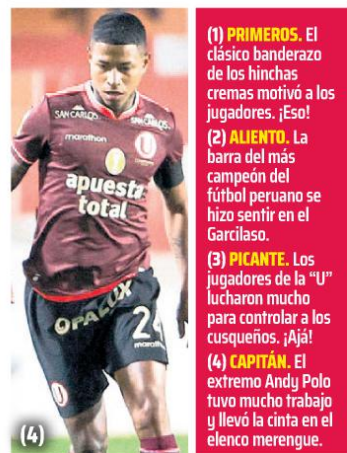 SAN CARLOS
SAN CARLOS
marathon
U
apuesta
total
OPALUX
24
marathon
U
(4)
(1) PRIMEROS. El
clásico banderazo
de los hinchas
cremas motivó a los
jugadores. ¡Eso!
(2) ALIENTO. La
barra del más
campeón del
fútbol peruano se
hizo sentir en el
Garcilaso.
(3) PICANTE. Los
jugadores de la “U”
lucharon mucho
para controlar a los
cusqueños. ¡Ajá!
(4) CAPITÁN. El
extremo Andy Polo
tuvo mucho trabajo
y llevó la cinta en el
elenco merengue.